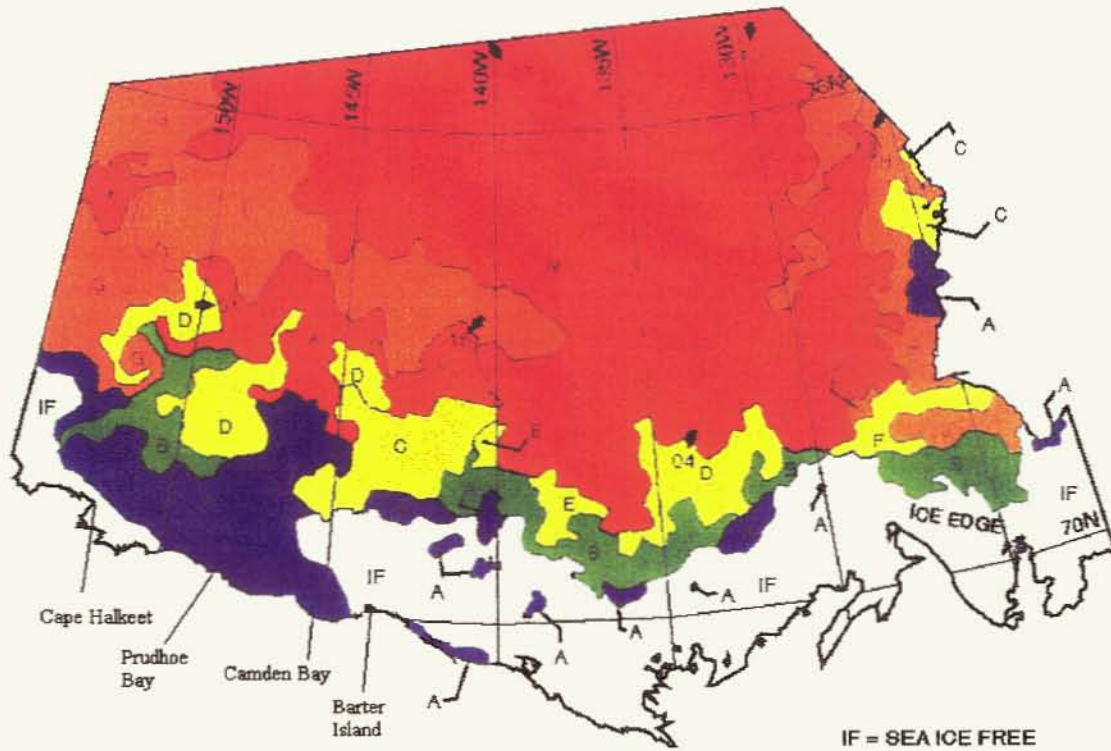 150W
145W
140W
135W
130W
C
C
A
G
G
D
G
IF
B
D
D
C
E
E
B
04
D
F
A
IF
ICE EDGE
70N
IF
A
A
IF
A
A
A
A
Cape Halkeet
Prudhoe
Bay
Camden Bay
Barter
Island
IF = SEA ICE FREE